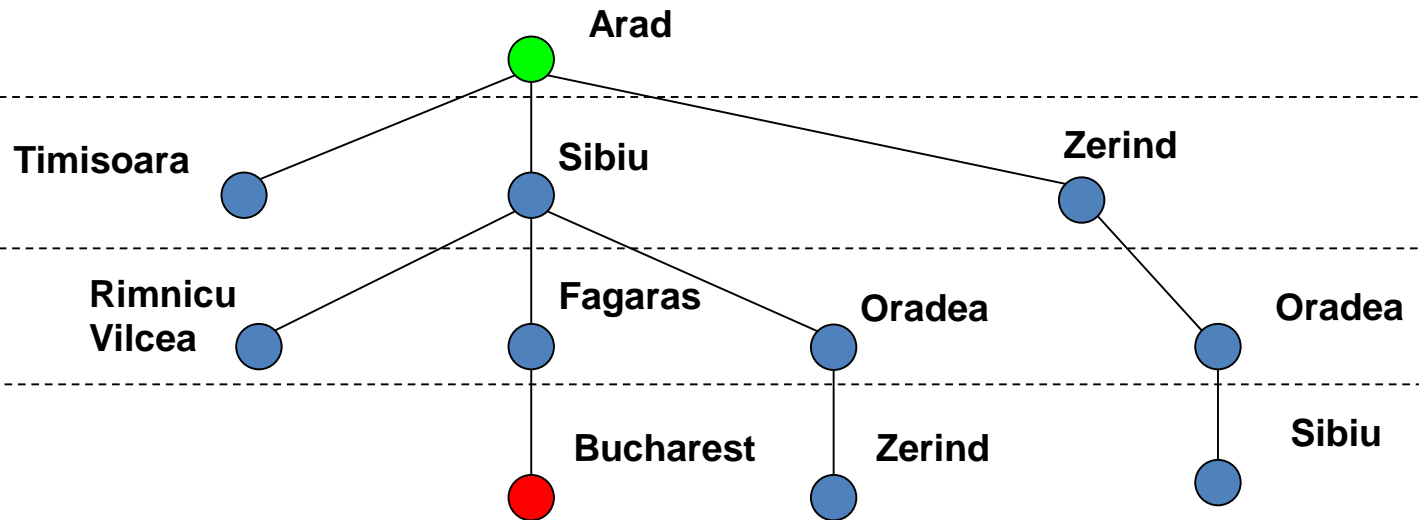 Arad
Timisoara
Sibiu
Zerind
Rimnicu
Vilcea
Fagaras
Oradea
Oradea
Bucharest
Zerind
Sibiu